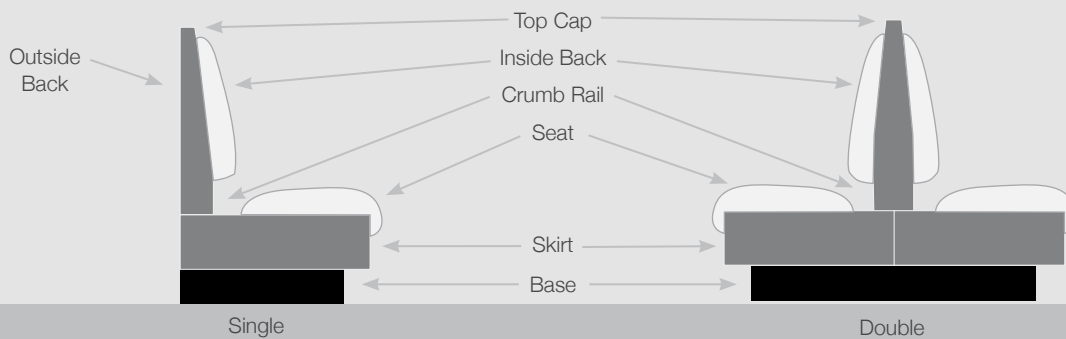 Top Cap
Outside
Back
Inside Back
Crumb Rail
Seat
Skirt
Base
Single
Double